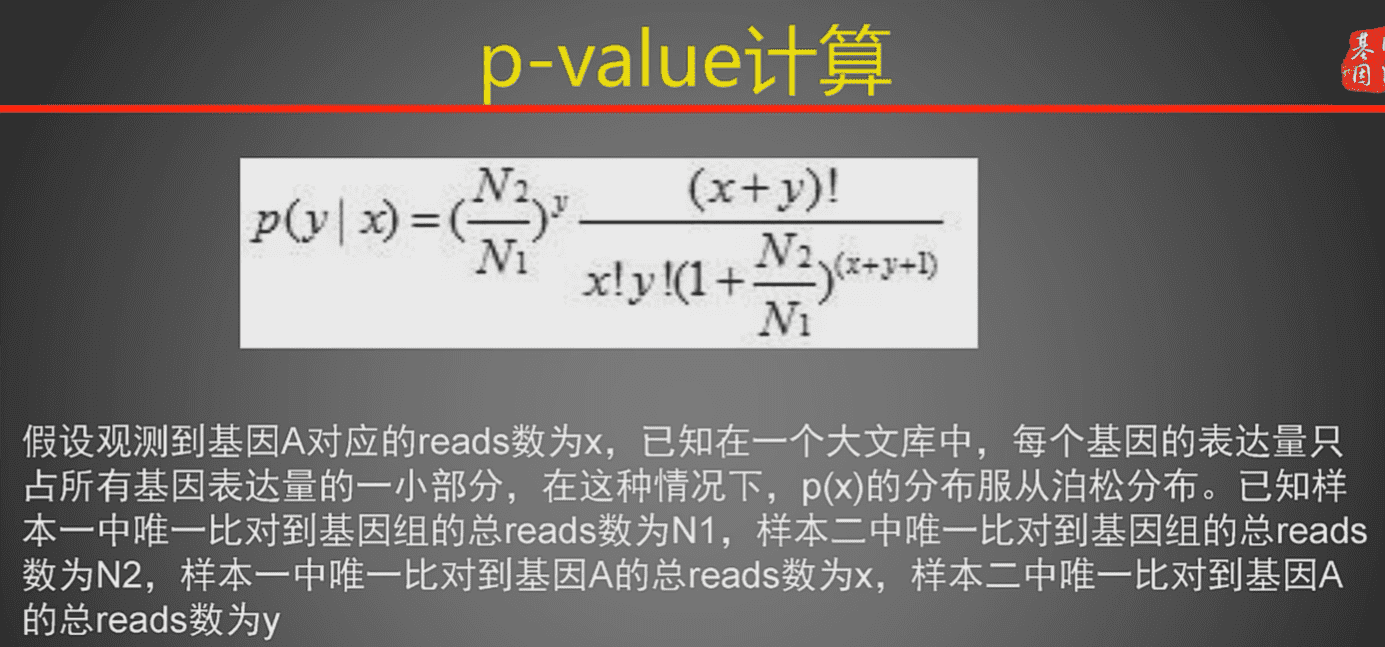 p-value计算
基因
p(y | x) = (N2/N1)^y (x+y)! / x! y!(1+N2/N1)^(x+y+1)
假设观测到基因A对应的reads数为x，已知在一个大文库中，每个基因的表达量只
占所有基因表达量的一小部分，在这种情况下，p(x)的分布服从泊松分布。已知样
本一中唯一比对到基因组的总reads数为N1，样本二中唯一比对到基因组的总reads
数为N2，样本一中唯一比对到基因A的总reads数为x，样本二中唯一比对到基因A
的总reads数为y